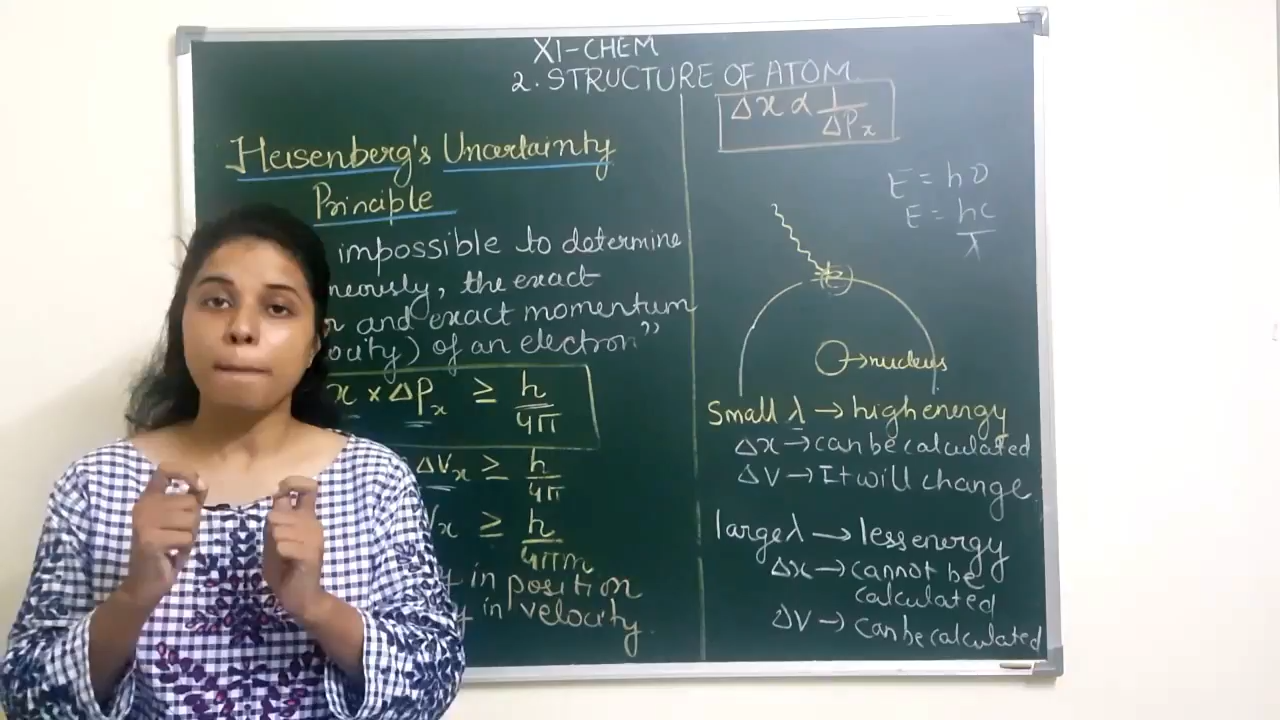 XI-CHEM
2. STRUCTURE OF ATOM
Heisenberg's Uncertainty
Principle
impossible to determine
neously, the exact
r and exact momentum
ocity) of an electron"
x × ΔPx ≥ h/4π
ΔVx ≥ h/4π
Vx ≥ h/4πm
y in position
y in velocity
Δx α 1/ΔPx
E = hν
E = hc/λ
e
nucleus
Small λ → high energy
Δx → can be calculated
ΔV → It will change
large λ → less energy
Δx → cannot be
calculated
ΔV → can be calculated